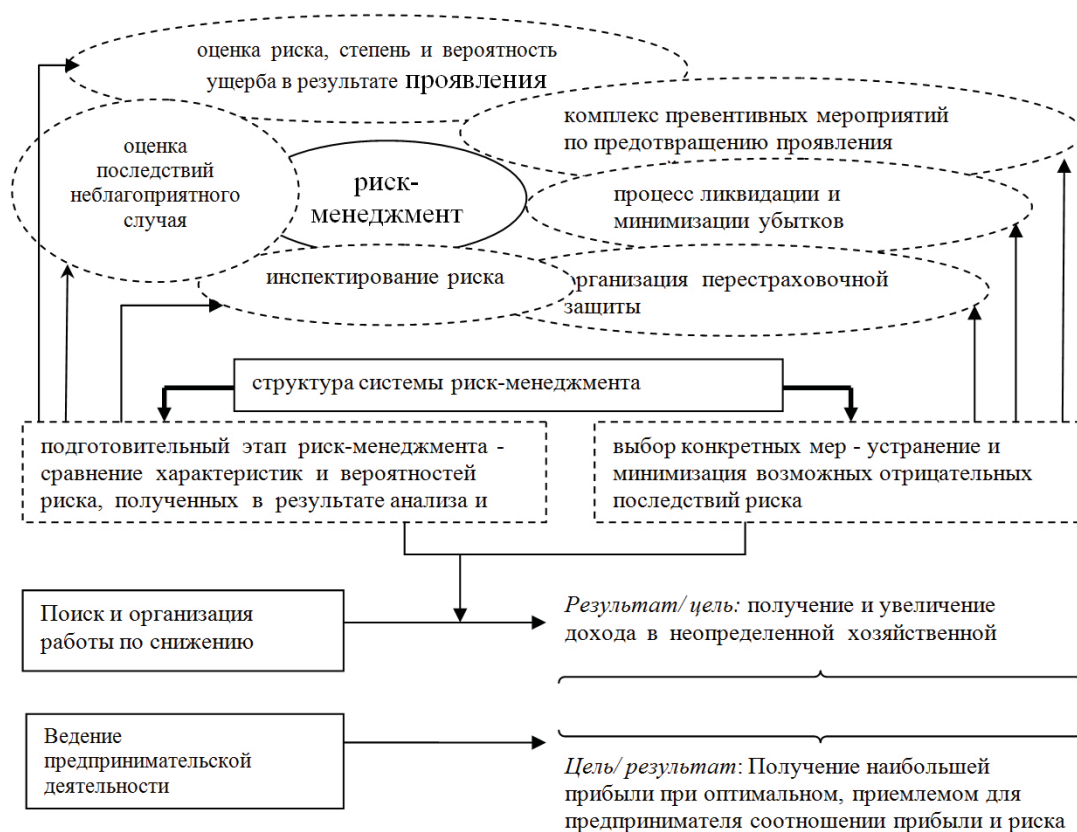 оценка риска, степень и вероятность
ущерба в результате проявления
комплекс превентивных мероприятий
по предотвращению проявления
оценка
последствий
неблагоприятного
случая
риск-
менеджмент
процесс ликвидации и
минимизации убытков
инспектирование риска
рганизация перестраховочной
защиты
структура системы риск-менеджмента
подготовительный этап риск-менеджмента -
сравнение характеристик и вероятностей
риска, полученных в результате анализа и
выбор конкретных мер - устранение и
минимизация возможных отрицательных
последствий риска
Поиск и организация
работы по снижению
Результат/ цель: получение и увеличение
дохода в неопределенной хозяйственной
Ведение
предпринимательской
деятельности
Цель/ результат: Получение наибольшей
прибыли при оптимальном, приемлемом для
предпринимателя соотношении прибыли и риска